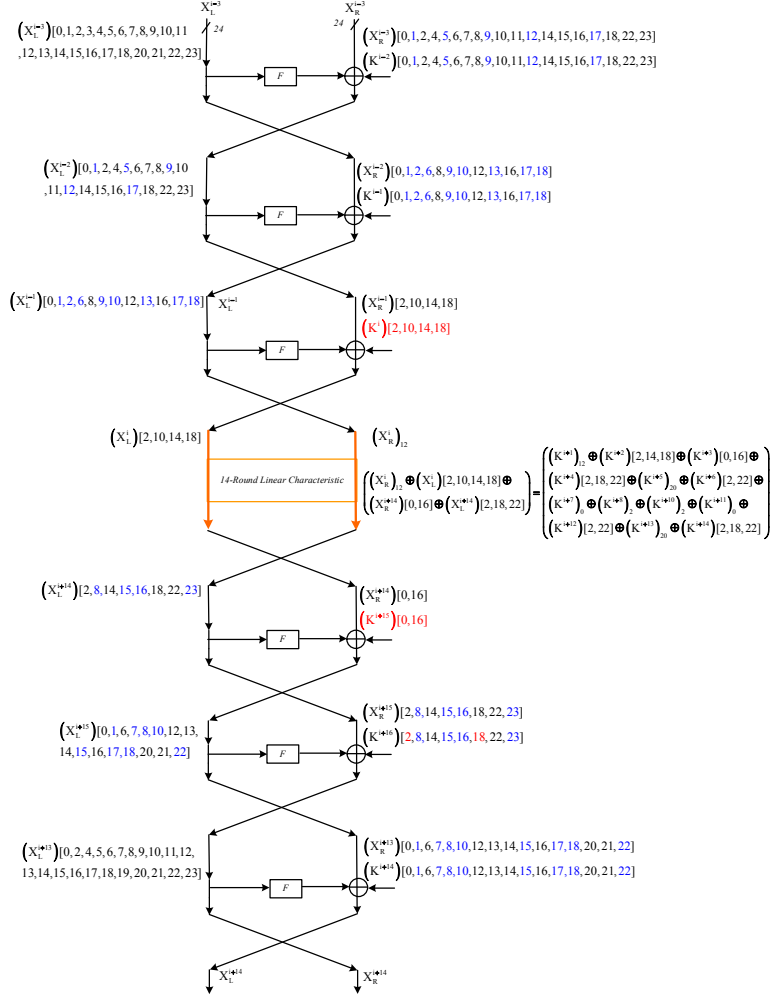 X_L^{i−3} X_R^{i−3}
24 24
(X_L^{i−3})[0,1,2,3,4,5,6,7,8,9,10,11
,12,13,14,15,16,17,18,20,21,22,23]
(X_R^{i−3})[0,1,2,4,5,6,7,8,9,10,11,12,14,15,16,17,18,22,23]
(K^{i−2})[0,1,2,4,5,6,7,8,9,10,11,12,14,15,16,17,18,22,23]
F
(X_L^{i−2})[0,1,2,4,5,6,7,8,9,10
,11,12,14,15,16,17,18,22,23]
(X_R^{i−2})[0,1,2,6,8,9,10,12,13,16,17,18]
(K^{i−1})[0,1,2,6,8,9,10,12,13,16,17,18]
F
(X_L^{i−1})[0,1,2,6,8,9,10,12,13,16,17,18] X_L^{i−1}
(X_R^{i−1})[2,10,14,18]
(K^i)[2,10,14,18]
F
(X_L^i)[2,10,14,18] (X_R^i)_12
14-Round Linear Characteristic
((X_R^i)_12⊕(X_L^i)[2,10,14,18]⊕
(X_R^{i+14})[0,16]⊕(X_L^{i+14})[2,18,22]) =
((K^{i+1})_12⊕(K^{i+2})[2,14,18]⊕(K^{i+3})[0,16]⊕
(K^{i+4})[2,18,22]⊕(K^{i+5})_20⊕(K^{i+6})[2,22]⊕
(K^{i+7})_0⊕(K^{i+8})_2⊕(K^{i+10})_2⊕(K^{i+11})_0⊕
(K^{i+12})[2,22]⊕(K^{i+13})_20⊕(K^{i+14})[2,18,22])
(X_L^{i+14})[2,8,14,15,16,18,22,23]
(X_R^{i+14})[0,16]
(K^{i+15})[0,16]
F
(X_L^{i+15})[0,1,6,7,8,10,12,13,
14,15,16,17,18,20,21,22]
(X_R^{i+15})[2,8,14,15,16,18,22,23]
(K^{i+16})[2,8,14,15,16,18,22,23]
F
(X_L^{i+13})[0,2,4,5,6,7,8,9,10,11,12,
13,14,15,16,17,18,19,20,21,22,23]
(X_R^{i+13})[0,1,6,7,8,10,12,13,14,15,16,17,18,20,21,22]
(K^{i+14})[0,1,6,7,8,10,12,13,14,15,16,17,18,20,21,22]
F
X_L^{i+14} X_R^{i+14}